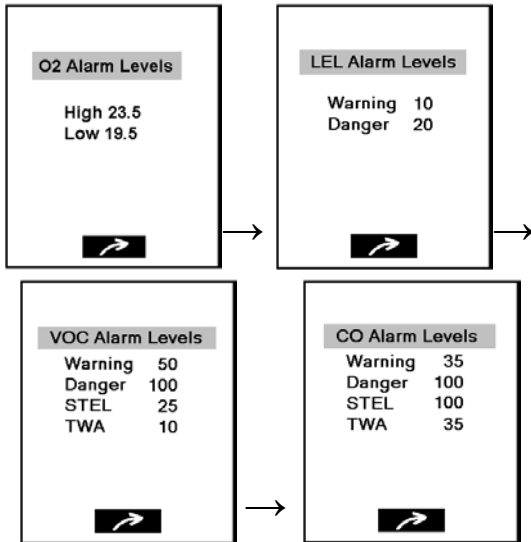 O2 Alarm Levels
High 23.5
Low 19.5
LEL Alarm Levels
Warning 10
Danger 20
VOC Alarm Levels
Warning 50
Danger 100
STEL 25
TWA 10
CO Alarm Levels
Warning 35
Danger 100
STEL 100
TWA 35